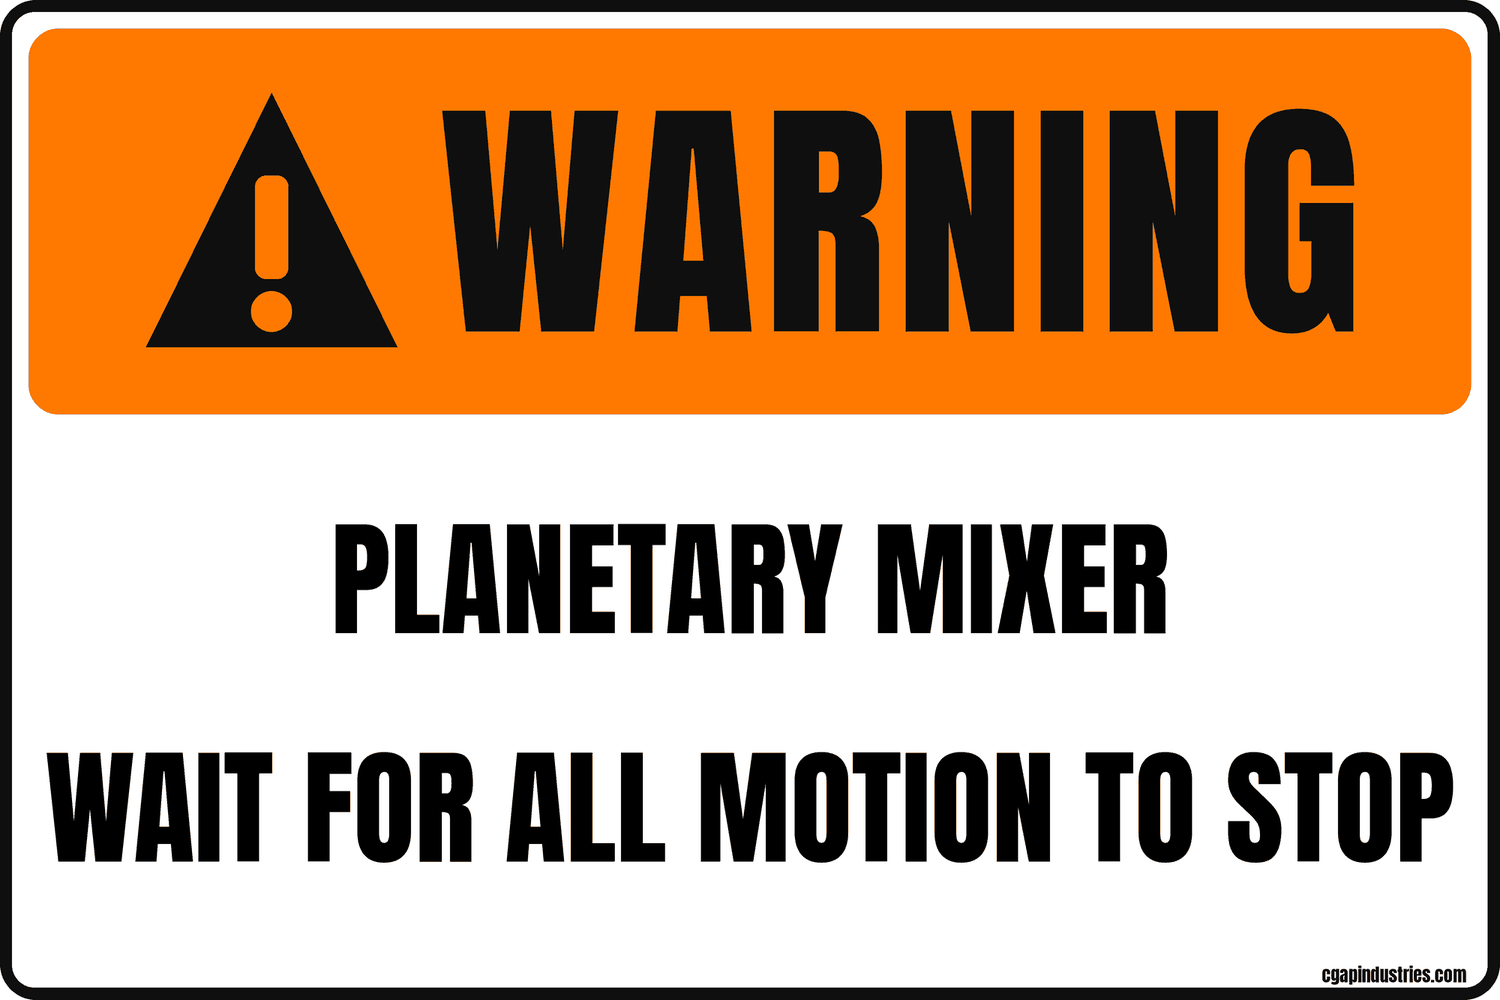 WARNING
PLANETARY MIXER
WAIT FOR ALL MOTION TO STOP
cgapindustries.com